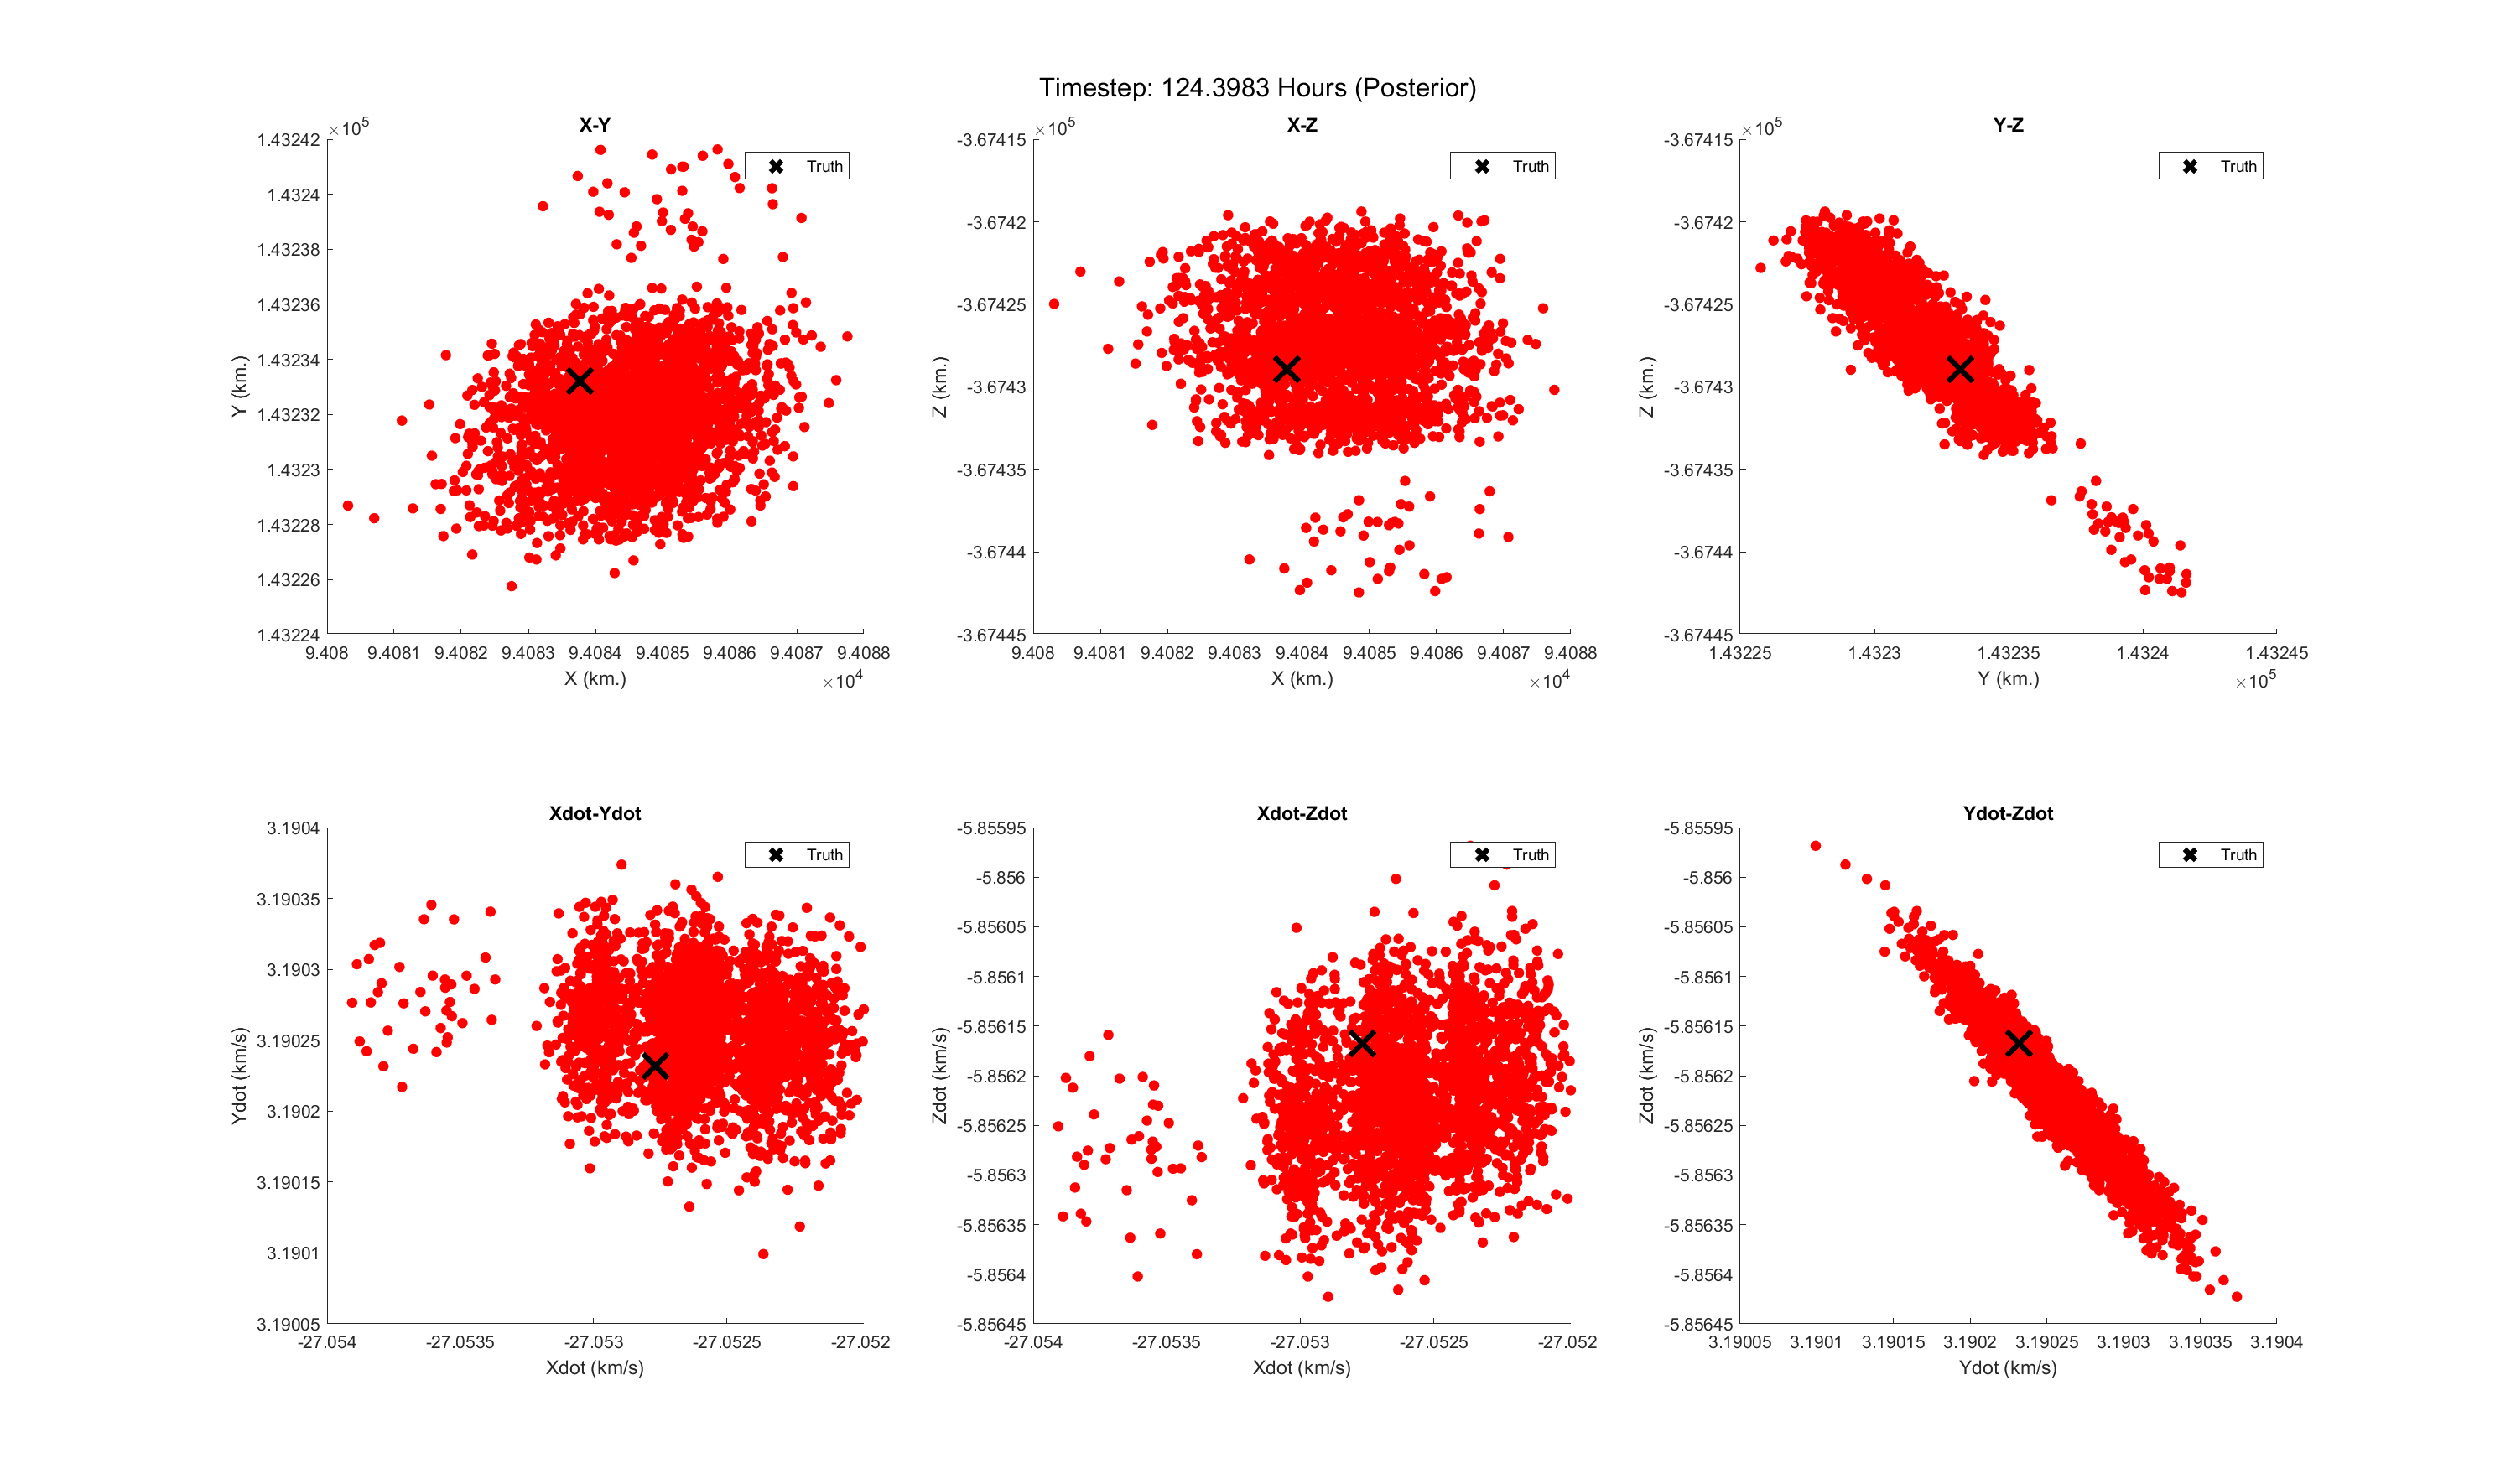 Timestep: 124.3983 Hours (Posterior)
X-Y
×10^5
1.43242
1.4324
1.43238
1.43236
1.43234
1.43232
1.4323
1.43228
1.43226
1.43224
Y (km.)
Truth
9.408 9.4081 9.4082 9.4083 9.4084 9.4085 9.4086 9.4087 9.4088
X (km.)
×10^4
X-Z
×10^5
-3.67415
-3.6742
-3.67425
-3.6743
-3.67435
-3.6744
-3.67445
Z (km.)
Truth
9.408 9.4081 9.4082 9.4083 9.4084 9.4085 9.4086 9.4087 9.4088
X (km.)
×10^4
Y-Z
×10^5
-3.67415
-3.6742
-3.67425
-3.6743
-3.67435
-3.6744
-3.67445
Z (km.)
Truth
1.43225 1.4323 1.43235 1.4324 1.43245
Y (km.)
×10^5
Xdot-Ydot
3.1904
3.19035
3.1903
3.19025
3.1902
3.19015
3.1901
3.19005
Ydot (km/s)
Truth
-27.054 -27.0535 -27.053 -27.0525 -27.052
Xdot (km/s)
Xdot-Zdot
-5.85595
-5.856
-5.85605
-5.8561
-5.85615
-5.8562
-5.85625
-5.8563
-5.85635
-5.8564
-5.85645
Zdot (km/s)
Truth
-27.054 -27.0535 -27.053 -27.0525 -27.052
Xdot (km/s)
Ydot-Zdot
-5.85595
-5.856
-5.85605
-5.8561
-5.85615
-5.8562
-5.85625
-5.8563
-5.85635
-5.8564
-5.85645
Zdot (km/s)
Truth
3.19005 3.1901 3.19015 3.1902 3.19025 3.1903 3.19035 3.1904
Ydot (km/s)